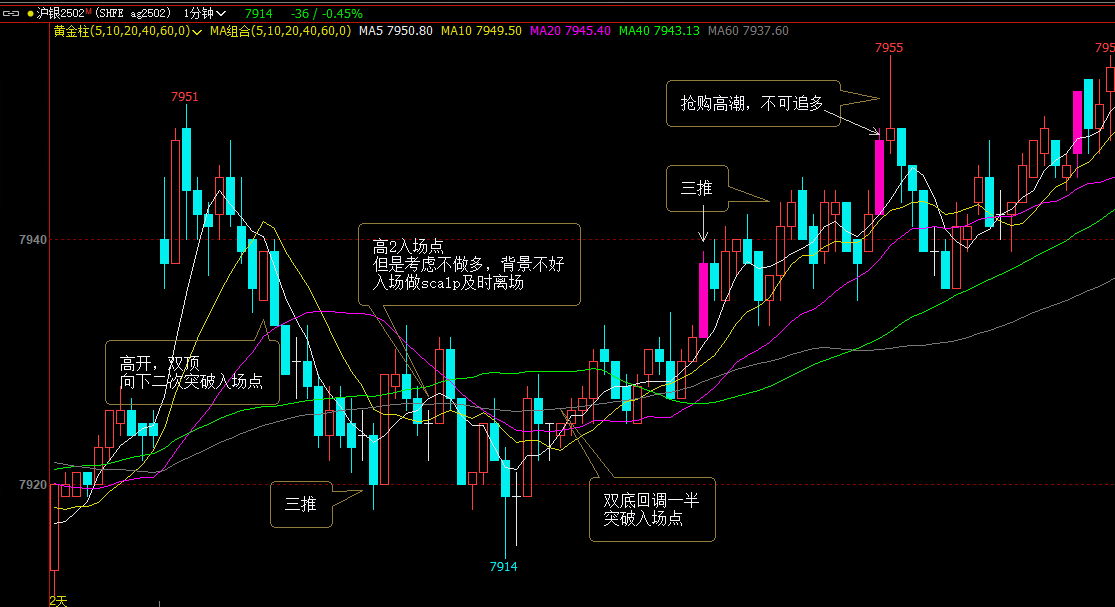 沪银2502M (SHFE ag2502) 1分钟 7914 -36 / -0.45%
黄金柱(5,10,20,40,60,0) MA组合(5,10,20,40,60,0) MA5 7950.80 MA10 7949.50 MA20 7945.40 MA40 7943.13 MA60 7937.60
7955
795
7951
抢购高潮，不可追多
三推
7940
高2入场点
但是考虑不做多，背景不好
入场做scalp及时离场
高开，双顶
向下二次突破入场点
7920
三推
双底回调一半
突破入场点
7914
2天